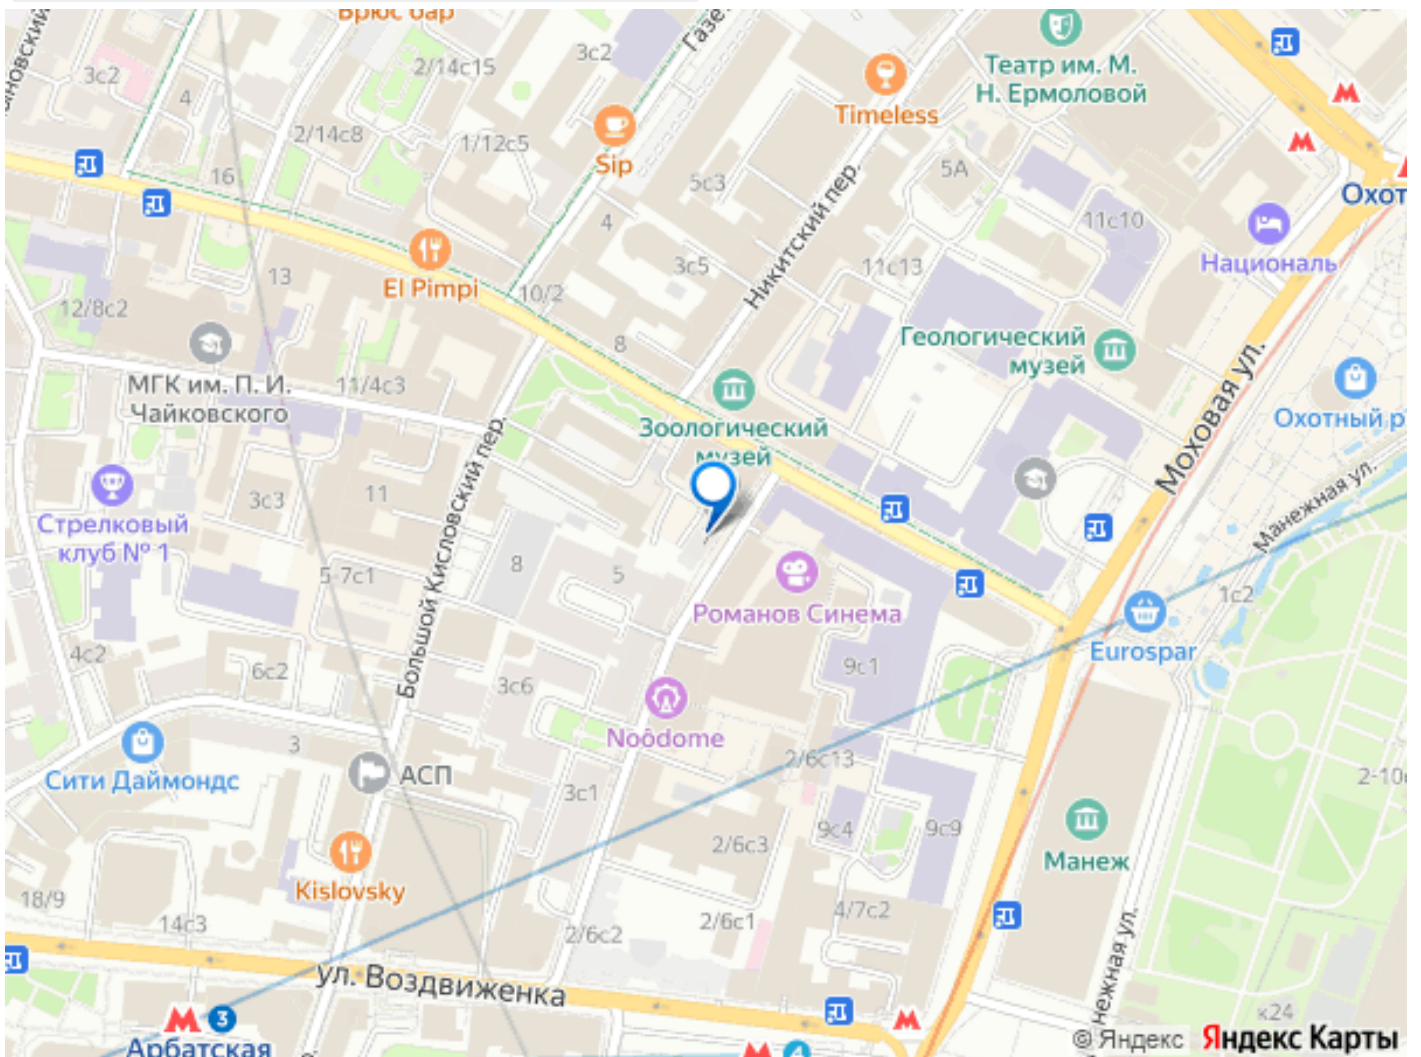 Брюс бар
Газе
3с2
2/14с15
3с2
4
2/14с8
1/12с5
16
Sip
Timeless
Театр им. М.
Н. Ермоловой
5А
5с3
4
Никитский пер.
11с10
Охот
Националь
11с13
3с5
El Pimpi
10/2
13
12/8с2
8
Геологический
музей
МГК им. П. И.
Чайковского
11/4с3
Зоологический
музей
Моховая ул.
Охотный р
Манежная ул.
Стрелковый
клуб № 1
3с3
11
Большой Кисловский пер.
8
5
5-7с1
Романов Синема
1с2
Eurospar
4с2
6с2
3с6
9с1
Noôdome
3
Сити Даймондс
АСП
2/6с13
3с1
2-10
9с4
9с9
2/6с3
Манеж
Kislovsky
18/9
14с3
2/6с1
4/7с2
2/6с2
ул. Воздвиженка
нежная ул.
к24
3
Арбатская
4
© Яндекс Яндекс Карты